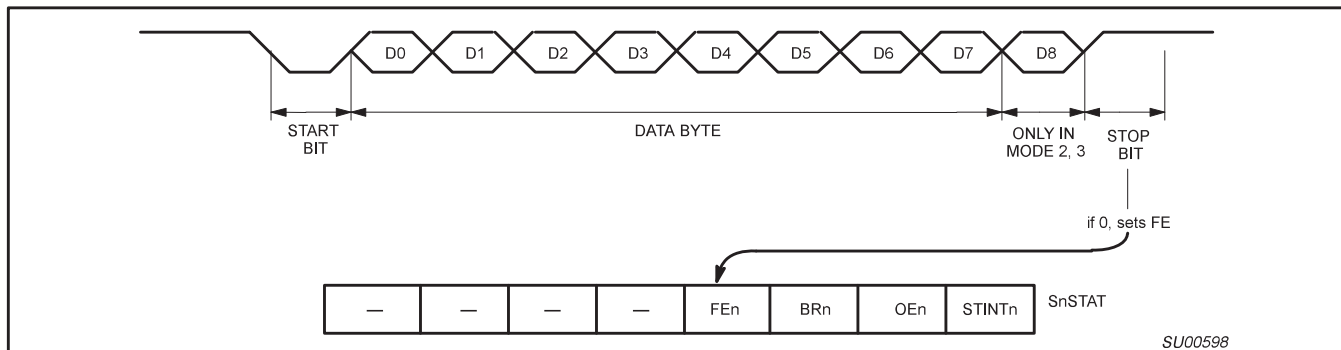 D0 D1 D2 D3 D4 D5 D6 D7 D8
START
BIT
DATA BYTE
ONLY IN
MODE 2, 3
STOP
BIT
if 0, sets FE
— — — — FEn BRn OEn STINTn SnSTAT
SU00598